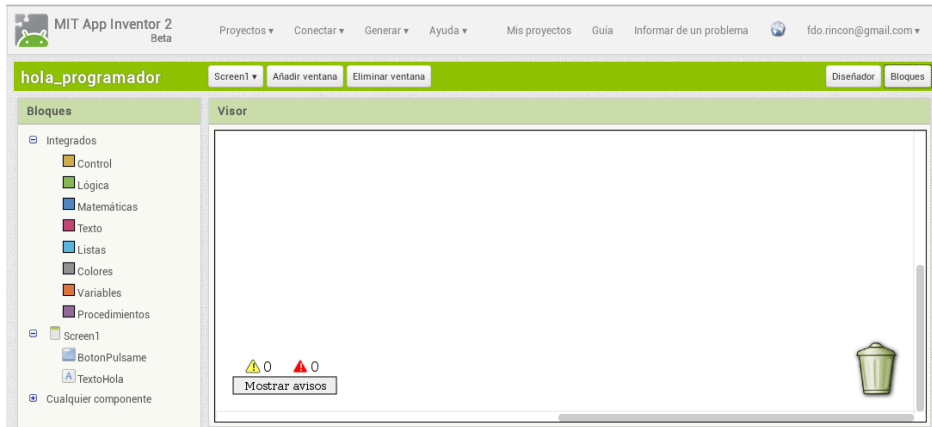 MIT App Inventor 2
Beta
Proyectos Conectar Generar Ayuda Mis proyectos Guía Informar de un problema fdo.rincon@gmail.com
hola_programador Screen1 Añadir ventana Eliminar ventana Diseñador Bloques
Bloques Visor
Integrados
Control
Lógica
Matemáticas
Texto
Listas
Colores
Variables
Procedimientos
Screen1
BotonPulsame
TextoHola
Cualquier componente
0 0
Mostrar avisos